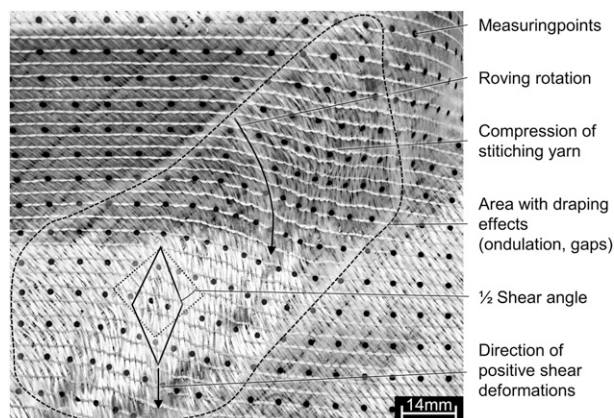 Measuringpoints
Roving rotation
Compression of
stitiching yarn
Area with draping
effects
(ondulation, gaps)
½ Shear angle
Direction of
positive shear
deformations
14mm